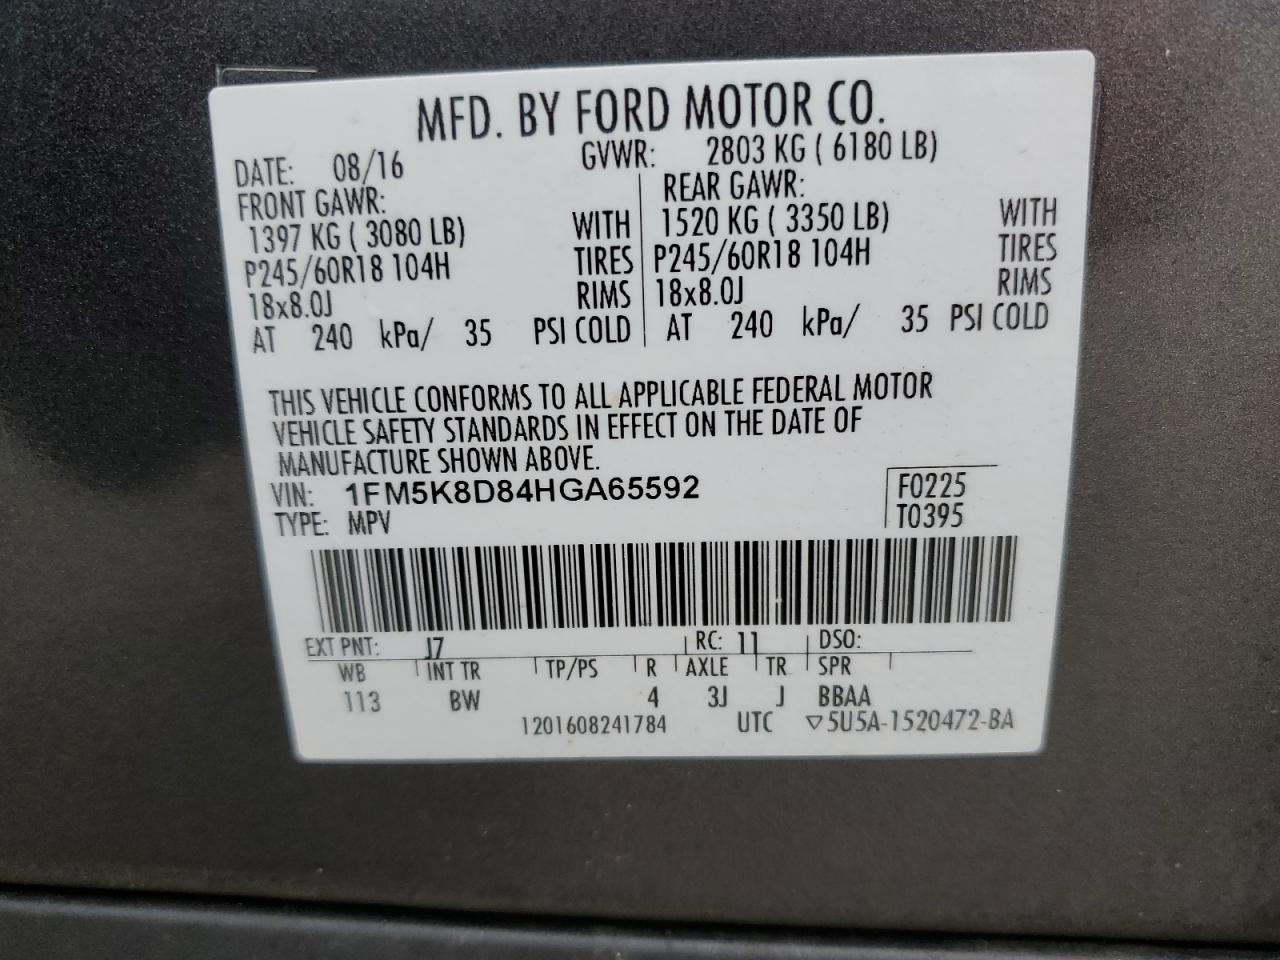 MFD. BY FORD MOTOR CO.
DATE: 08/16 GVWR: 2803 KG ( 6180 LB)
FRONT GAWR: REAR GAWR:
1397 KG ( 3080 LB) WITH 1520 KG ( 3350 LB) WITH
P245/60R18 104H TIRES P245/60R18 104H TIRES
18x8.0J RIMS 18x8.0J RIMS
AT 240 kPa/ 35 PSI COLD AT 240 kPa/ 35 PSI COLD
THIS VEHICLE CONFORMS TO ALL APPLICABLE FEDERAL MOTOR
VEHICLE SAFETY STANDARDS IN EFFECT ON THE DATE OF
MANUFACTURE SHOWN ABOVE.
VIN: 1FM5K8D84HGA65592 F0225
TYPE: MPV T0395
EXT PNT: J7 RC: 11 DSO:
WB INT TR TP/PS R AXLE TR SPR
113 BW 4 3J J BBAA
1201608241784 UTC ▽5U5A-1520472-BA